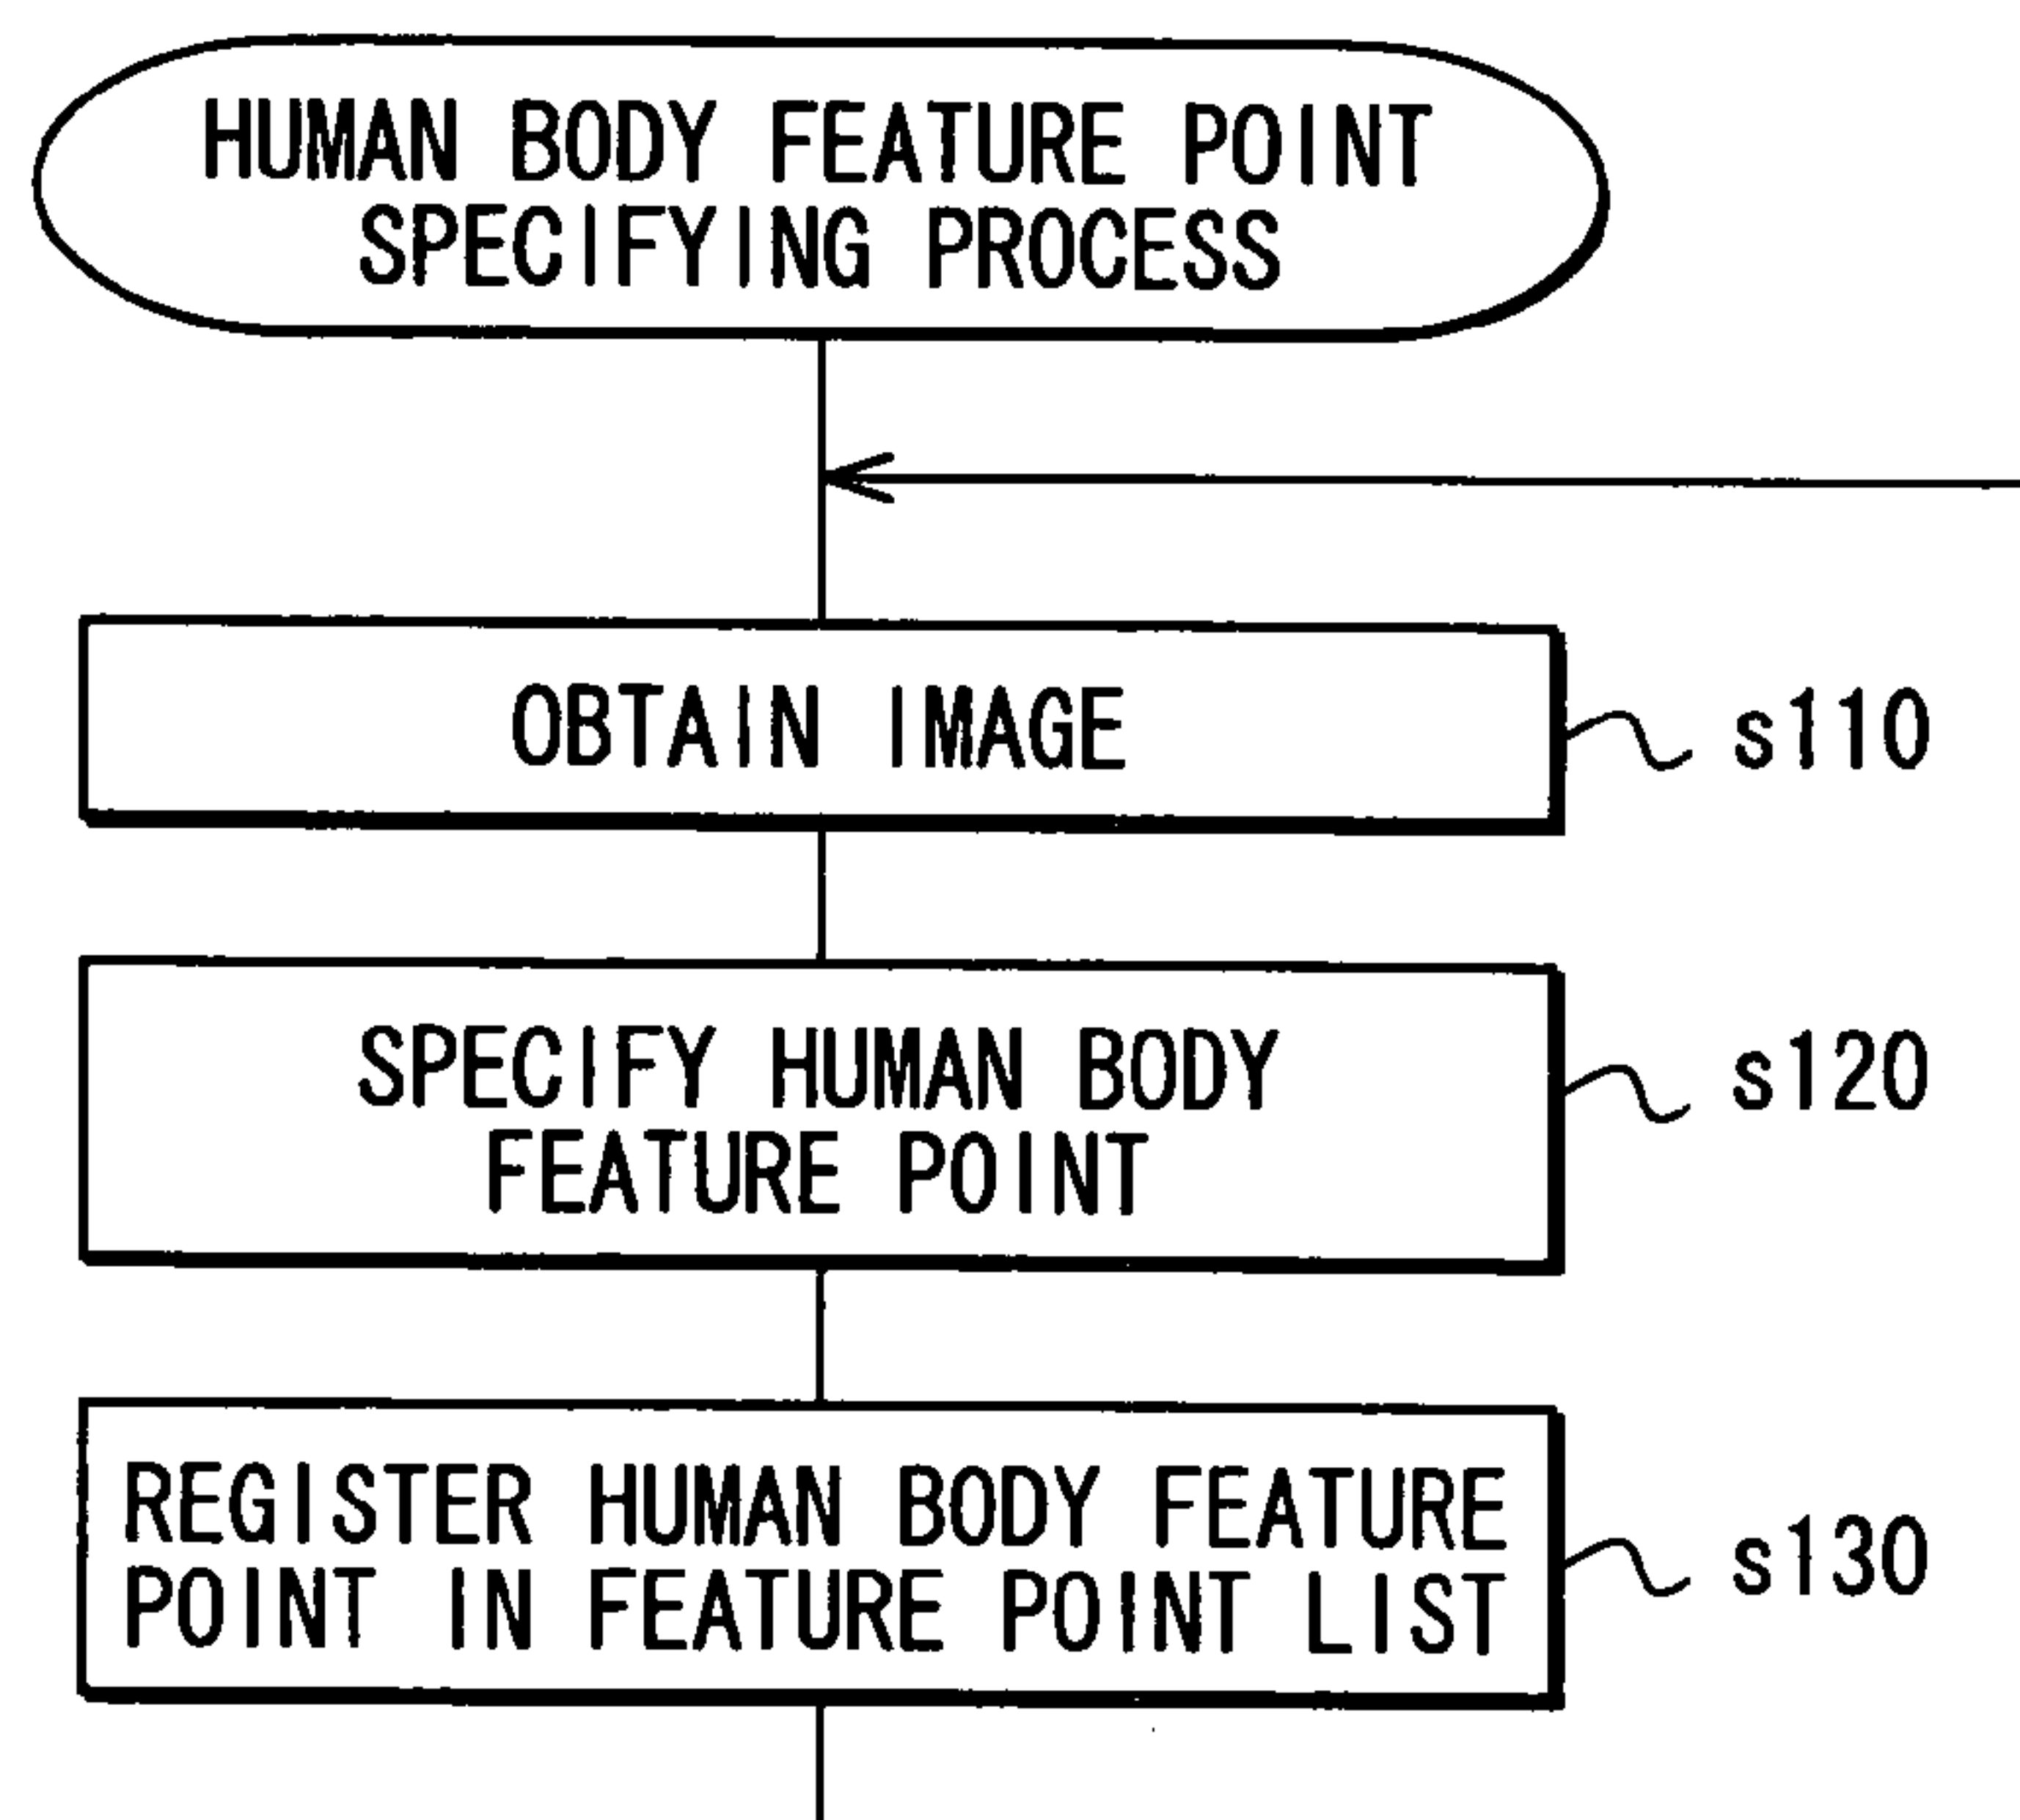 HUMAN BODY FEATURE POINT
SPECIFYING PROCESS
OBTAIN IMAGE
s110
SPECIFY HUMAN BODY
FEATURE POINT
s120
REGISTER HUMAN BODY FEATURE
POINT IN FEATURE POINT LIST
s130